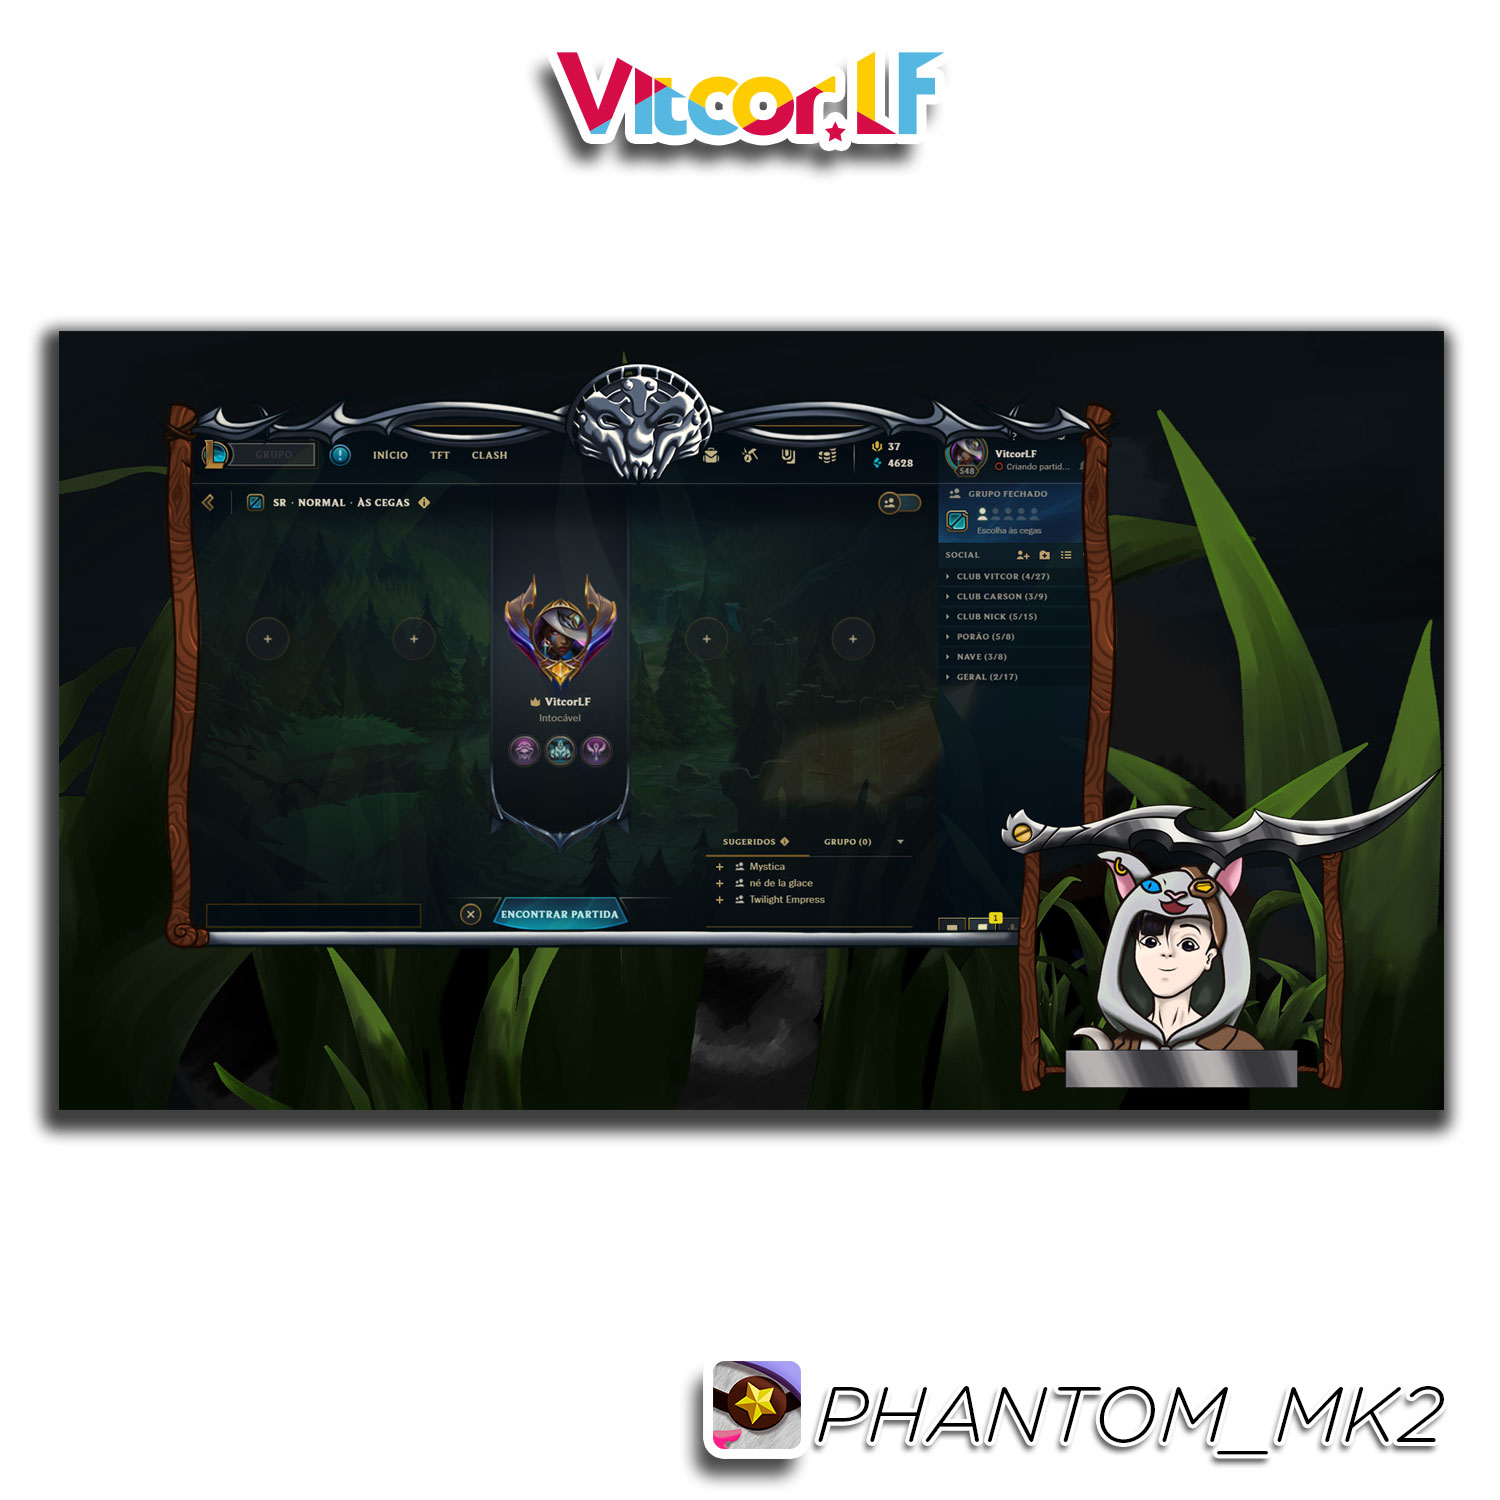 Vitcor.LF
GRUPO
INÍCIO TFT CLASH
37
4628
548
VitcorLF
Criando partid...
SR · NORMAL · ÀS CEGAS
GRUPO FECHADO
Escolha às cegas
SOCIAL
CLUB VITCOR (4/27)
CLUB CARSON (3/9)
CLUB NICK (5/15)
PORÃO (5/8)
NAVE (3/8)
GERAL (2/17)
VitcorLF
Intocável
SUGERIDOS GRUPO (0)
Mystica
né de la glace
Twilight Empress
ENCONTRAR PARTIDA
1
PHANTOM_MK2